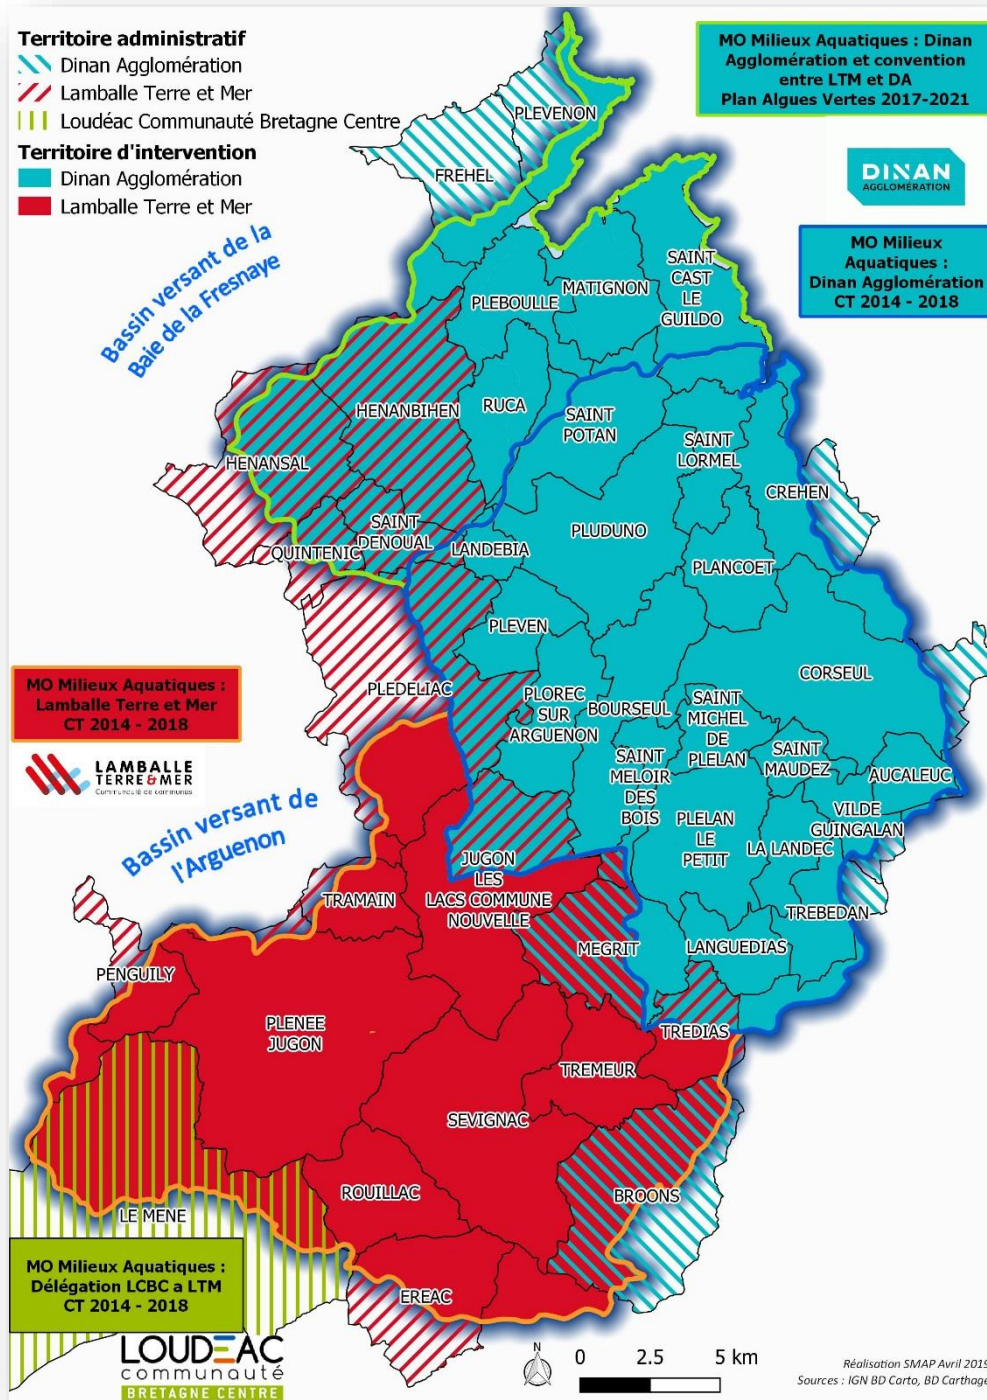 Territoire administratif
Dinan Agglomération
Lamballe Terre et Mer
Loudéac Communauté Bretagne Centre
Territoire d'intervention
Dinan Agglomération
Lamballe Terre et Mer
MO Milieux Aquatiques : Dinan
Agglomération et convention
entre LTM et DA
Plan Algues Vertes 2017-2021
DINAN
AGGLOMÉRATION
MO Milieux
Aquatiques :
Dinan Agglomération
CT 2014 - 2018
Bassin versant de la
Baie de la Fresnaye
PLEVENON
FREHEL
SAINT
CAST
LE
GUILDO
MATIGNON
PLEBOULLE
HENANBIHEN
RUCA
SAINT
POTAN
SAINT
LORMEL
HENANSAL
CREHEN
SAINT
DENOUAL
QUINTENIC
LANDEBIA
PLUDUNO
PLANCOET
PLEVEN
CORSEUL
PLEDELIAC
PLOREC
SUR
ARGUENON
BOURSEUL
SAINT
MICHEL
DE
PLELAN
SAINT
MELOIR
DES
BOIS
SAINT
MAUDEZ
AUCALEUC
VILDE
GUINGALAN
PLELAN
LE
PETIT
LA LANDEC
MO Milieux Aquatiques :
Lamballe Terre et Mer
CT 2014 - 2018
LAMBALLE
TERRE & MER
Communauté de communes
Bassin versant de
l'Arguenon
JUGON
LES
LACS COMMUNE
NOUVELLE
TRAMAIN
TREBEDAN
MEGRIT
LANGUEDIAS
PENGUILY
PLENEE
JUGON
TREDIAS
TREMEUR
SEVIGNAC
ROUILLAC
BROONS
LE MENE
EREAC
MO Milieux Aquatiques :
Délégation LCBC a LTM
CT 2014 - 2018
LOUDEAC
communauté
BRETAGNE CENTRE
N
0 2.5 5 km
Réalisation SMAP Avril 2019
Sources : IGN BD Carto, BD Carthage